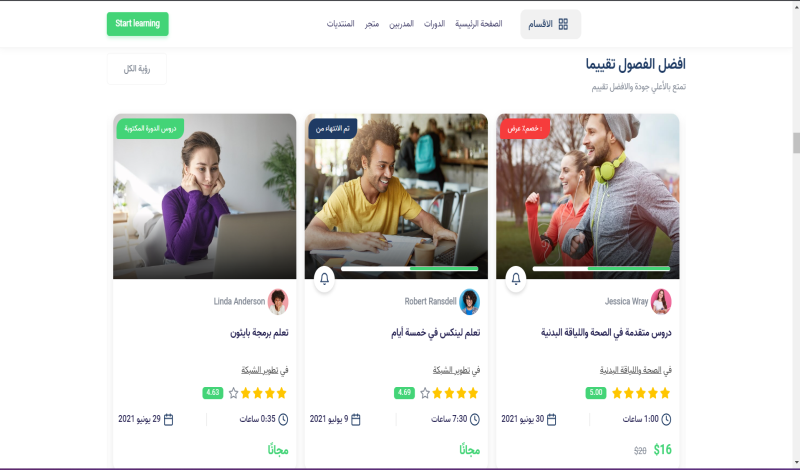 الاقسام
الصفحة الرئيسية
الدورات
المدربين
متجر
المنتديات
Start learning
افضل الفصول تقييما
تمتع بالأعلي جودة والافضل تقييم
رؤية الكل
خصم٪ عرض :
تم الانتهاء من
دروس الدورة المكتوبة
Jessica Wray
دروس متقدمة في الصحة واللياقة البدنية
في الصحة واللياقة البدنية
5.00
1:00 ساعات
30 يونيو 2021
$16 $20
Robert Ransdell
تعلم لينكس في خمسة أيام
في تطوير الشبكة
4.69
7:30 ساعات
9 يوليو 2021
مجانًا
Linda Anderson
تعلم برمجة بايثون
في تطوير الشبكة
4.63
0:35 ساعات
29 يونيو 2021
مجانًا